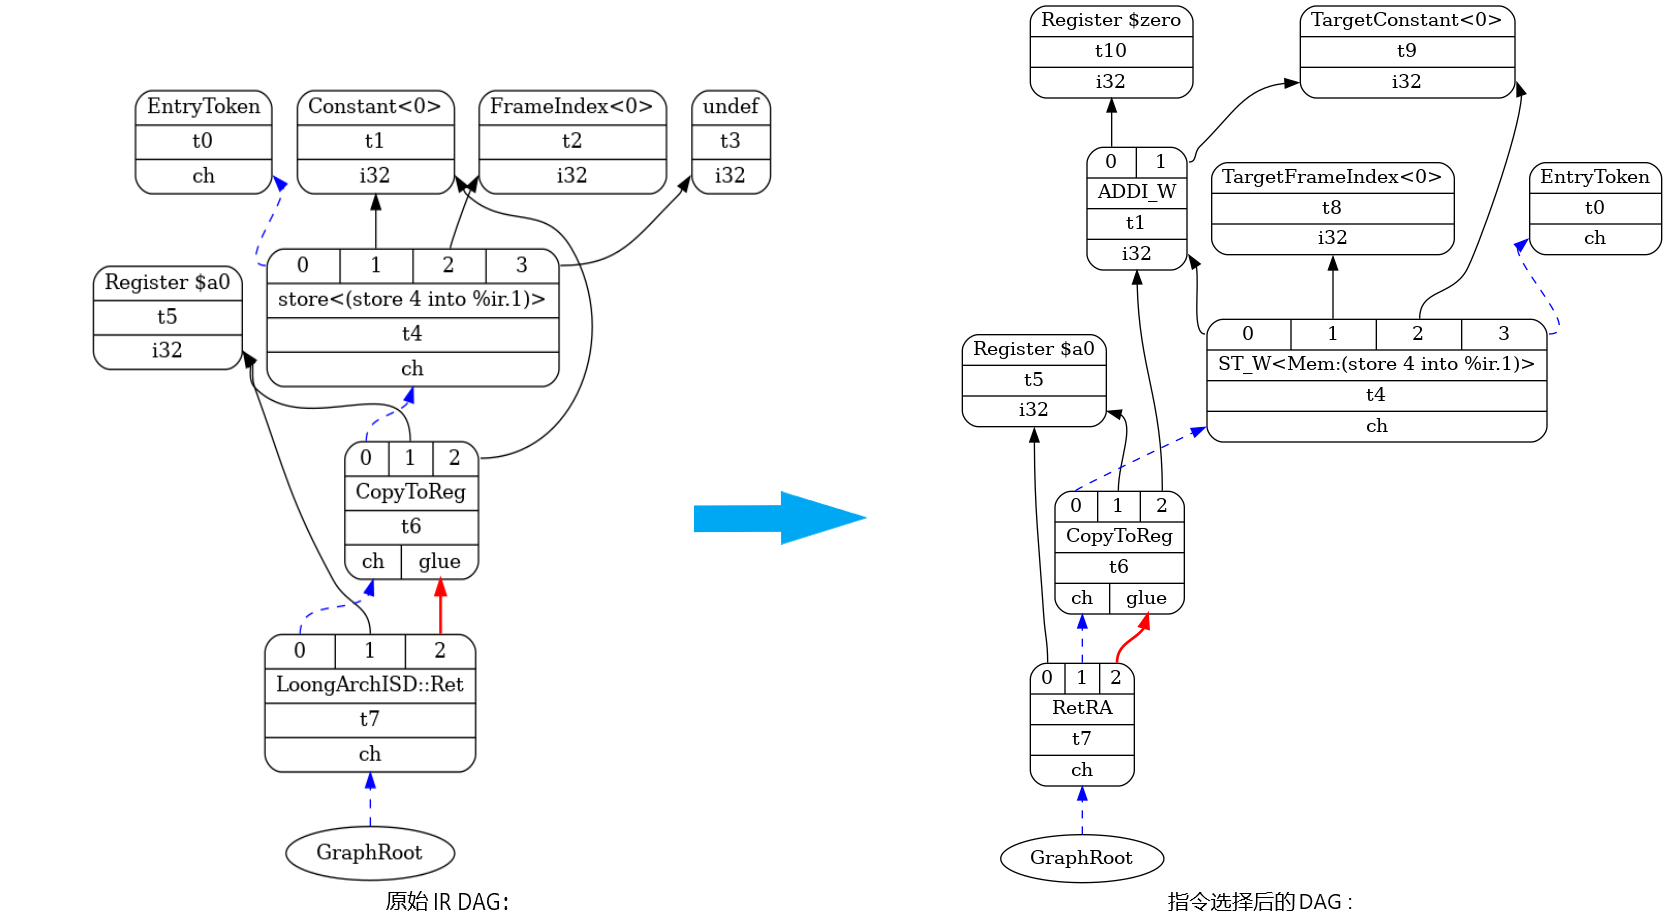 EntryToken
t0
ch
Constant<0>
t1
i32
FrameIndex<0>
t2
i32
undef
t3
i32
Register $a0
t5
i32
0 1 2 3
store<(store 4 into %ir.1)>
t4
ch
0 1 2
CopyToReg
t6
ch glue
0 1 2
LoongArchISD::Ret
t7
ch
GraphRoot
原始 IR DAG:
Register $zero
t10
i32
TargetConstant<0>
t9
i32
0 1
ADDI_W
t1
i32
TargetFrameIndex<0>
t8
i32
EntryToken
t0
ch
Register $a0
t5
i32
0 1 2 3
ST_W<Mem:(store 4 into %ir.1)>
t4
ch
0 1 2
CopyToReg
t6
ch glue
0 1 2
RetRA
t7
ch
GraphRoot
指令选择后的 DAG :